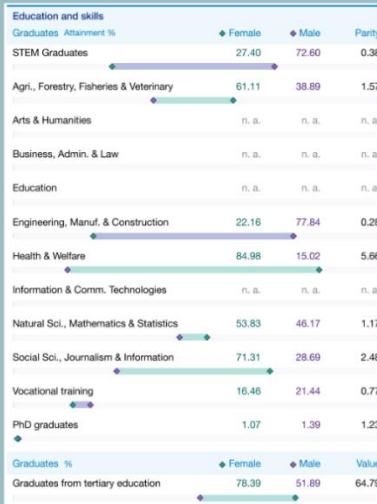 Education and skills
Graduates Attainment % Female Male Parity
STEM Graduates 27.40 72.60 0.38
Agri., Forestry, Fisheries & Veterinary 61.11 38.89 1.57
Arts & Humanities n. a. n. a. n. a.
Business, Admin. & Law n. a. n. a. n. a.
Education n. a. n. a. n. a.
Engineering, Manuf. & Construction 22.16 77.84 0.28
Health & Welfare 84.98 15.02 5.66
Information & Comm. Technologies n. a. n. a. n. a.
Natural Sci., Mathematics & Statistics 53.83 46.17 1.17
Social Sci., Journalism & Information 71.31 28.69 2.48
Vocational training 16.46 21.44 0.77
PhD graduates 1.07 1.39 1.23
Graduates % Female Male Value
Graduates from tertiary education 78.39 51.89 64.79